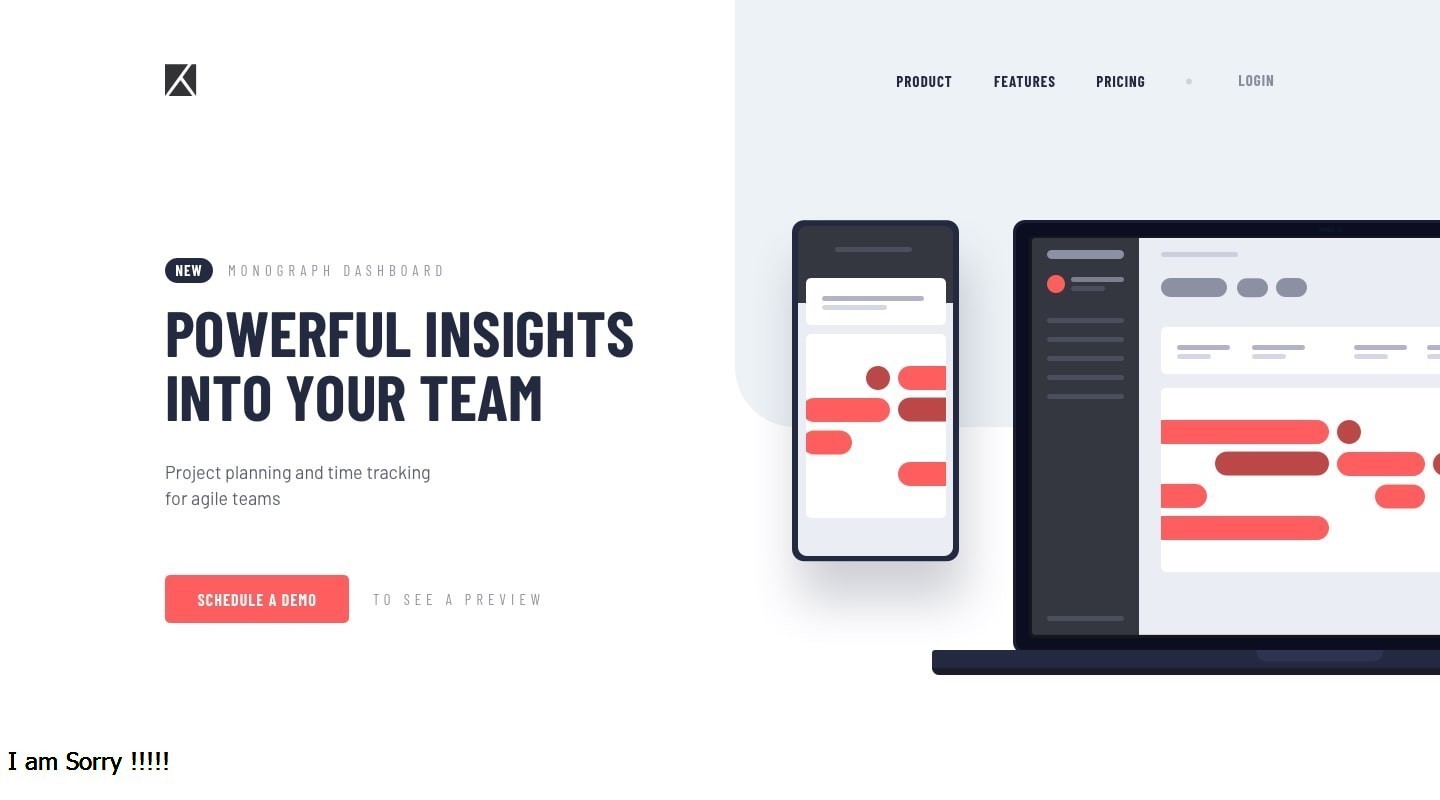 PRODUCT FEATURES PRICING LOGIN
NEW MONOGRAPH DASHBOARD
POWERFUL INSIGHTS
INTO YOUR TEAM
Project planning and time tracking
for agile teams
SCHEDULE A DEMO TO SEE A PREVIEW
I am Sorry !!!!!